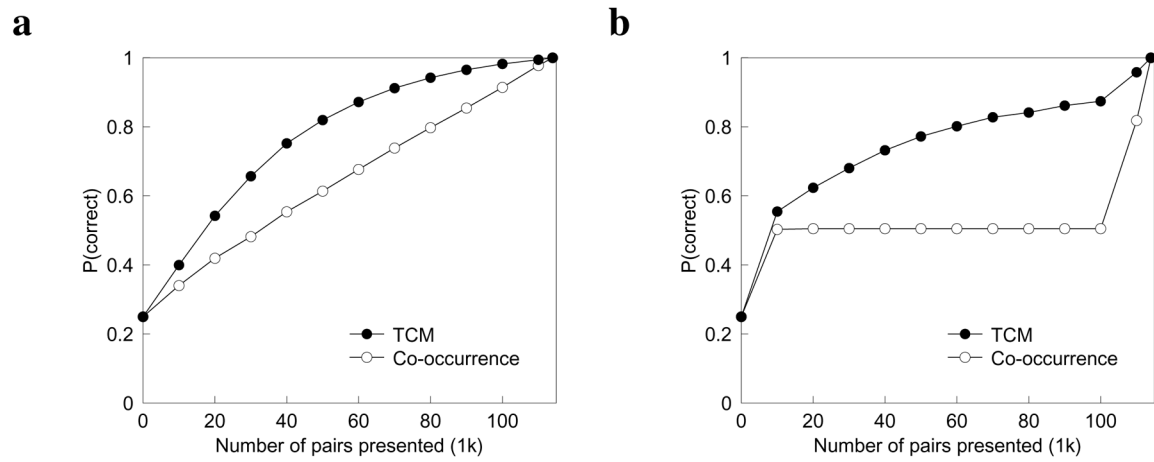 a
1
0.8
0.6
0.4
0.2
0
P(correct)
TCM
Co-occurrence
0 20 40 60 80 100
Number of pairs presented (1k)
b
1
0.8
0.6
0.4
0.2
0
P(correct)
TCM
Co-occurrence
0 20 40 60 80 100
Number of pairs presented (1k)